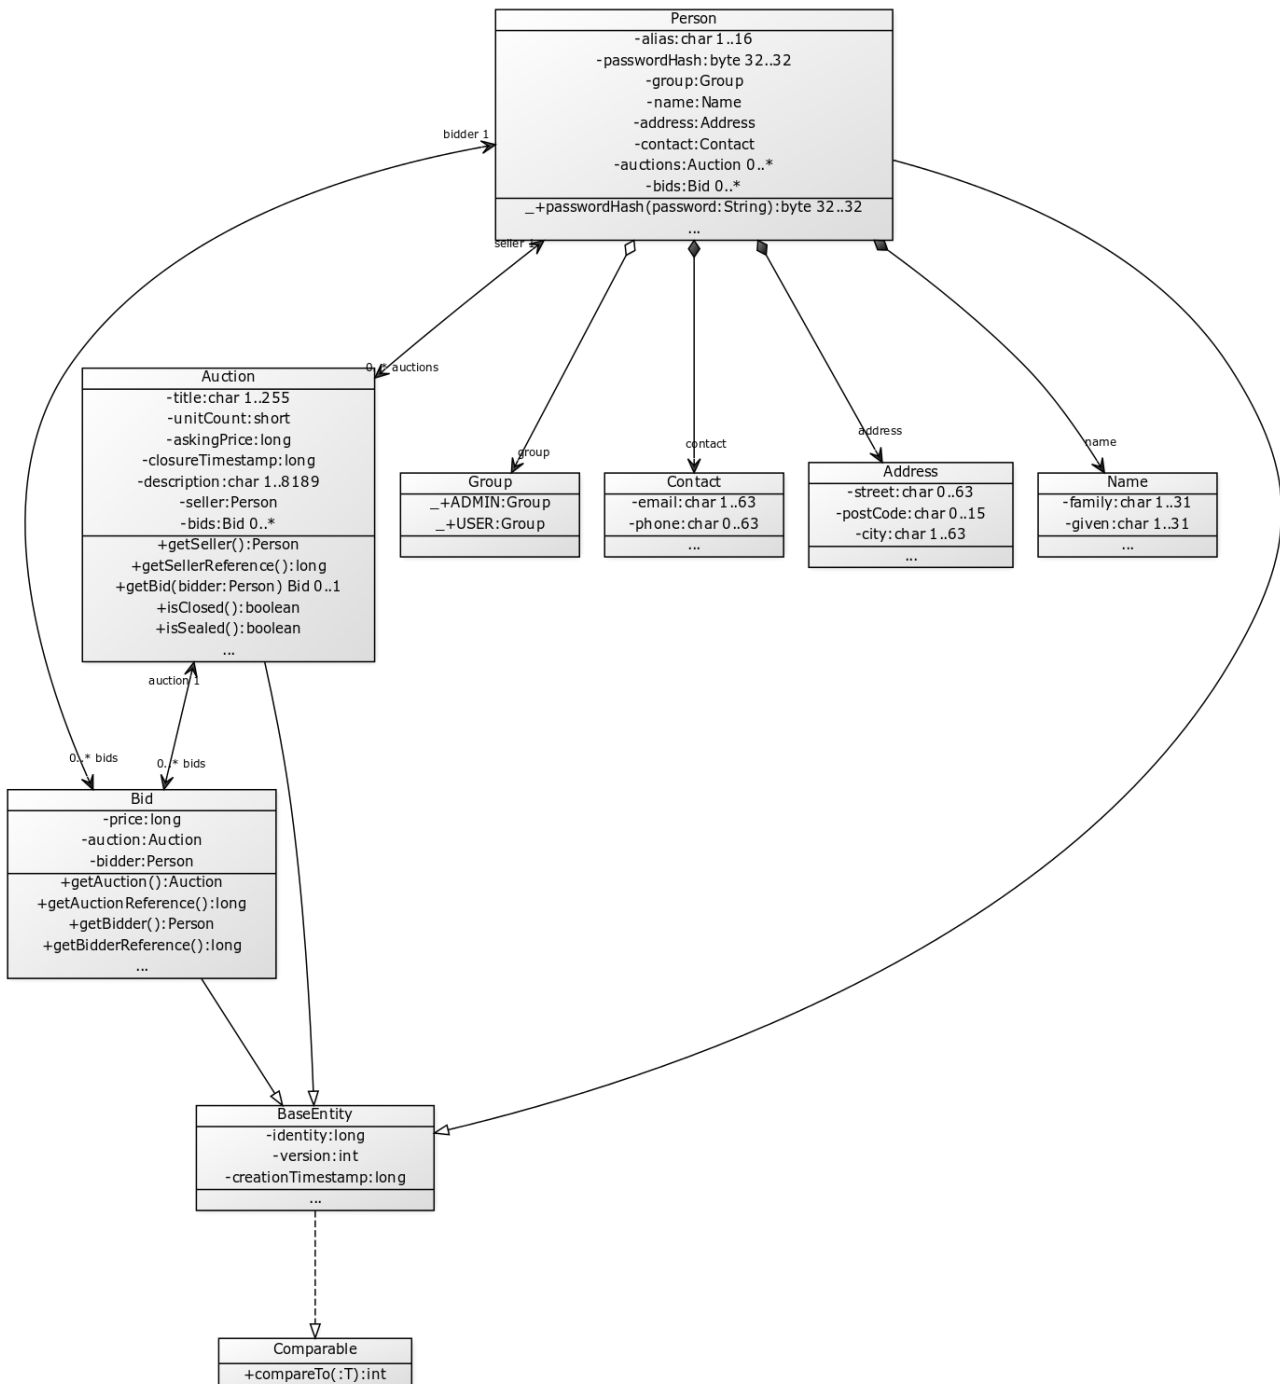 Person
-alias:char 1..16
-passwordHash:byte 32..32
-group:Group
-name:Name
-address:Address
-contact:Contact
-auctions:Auction 0..*
-bids:Bid 0..*
_+passwordHash(password:String):byte 32..32
...
bidder 1
seller 1
0..* auctions
Auction
-title:char 1..255
-unitCount:short
-askingPrice:long
-closureTimestamp:long
-description:char 1..8189
-seller:Person
-bids:Bid 0..*
+getSeller():Person
+getSellerReference():long
+getBid(bidder:Person) Bid 0..1
+isClosed():boolean
+isSealed():boolean
...
group
Group
_+ADMIN:Group
_+USER:Group
contact
Contact
-email:char 1..63
-phone:char 0..63
...
address
Address
-street:char 0..63
-postCode:char 0..15
-city:char 1..63
...
name
Name
-family:char 1..31
-given:char 1..31
...
auction 1
0..* bids
0..* bids
Bid
-price:long
-auction:Auction
-bidder:Person
+getAuction():Auction
+getAuctionReference():long
+getBidder():Person
+getBidderReference():long
...
BaseEntity
-identity:long
-version:int
-creationTimestamp:long
...
Comparable
+compareTo(:T):int